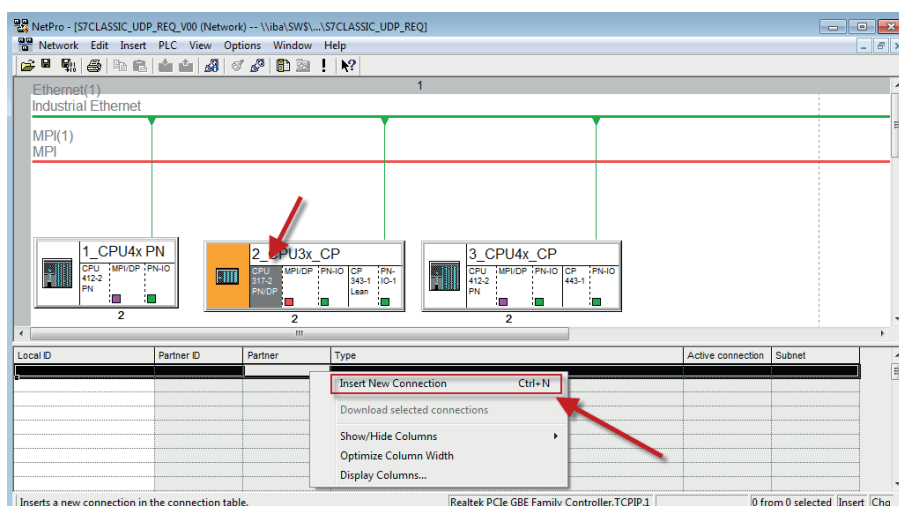 NetPro - [S7CLASSIC_UDP_REQ_V00 (Network) -- \\iba\SWS\...\S7CLASSIC_UDP_REQ]
Network Edit Insert PLC View Options Window Help
1
Ethernet(1)
Industrial Ethernet
MPI(1)
MPI
1_CPU4x PN
CPU 412-2 PN
MPI/DP
PN-IO
2
2_CPU3x_CP
CPU 317-2 PN/DP
MPI/DP
PN-IO
CP 343-1 Lean
PN-IO-1
2
3_CPU4x_CP
CPU 412-2 PN
MPI/DP
PN-IO
CP 443-1
PN-IO
2
Local ID Partner ID Partner Type Active connection Subnet
Insert New Connection Ctrl+N
Download selected connections
Show/Hide Columns
Optimize Column Width
Display Columns...
Inserts a new connection in the connection table. Realtek PCIe GBE Family Controller.TCPIP.1 0 from 0 selected Insert Chg